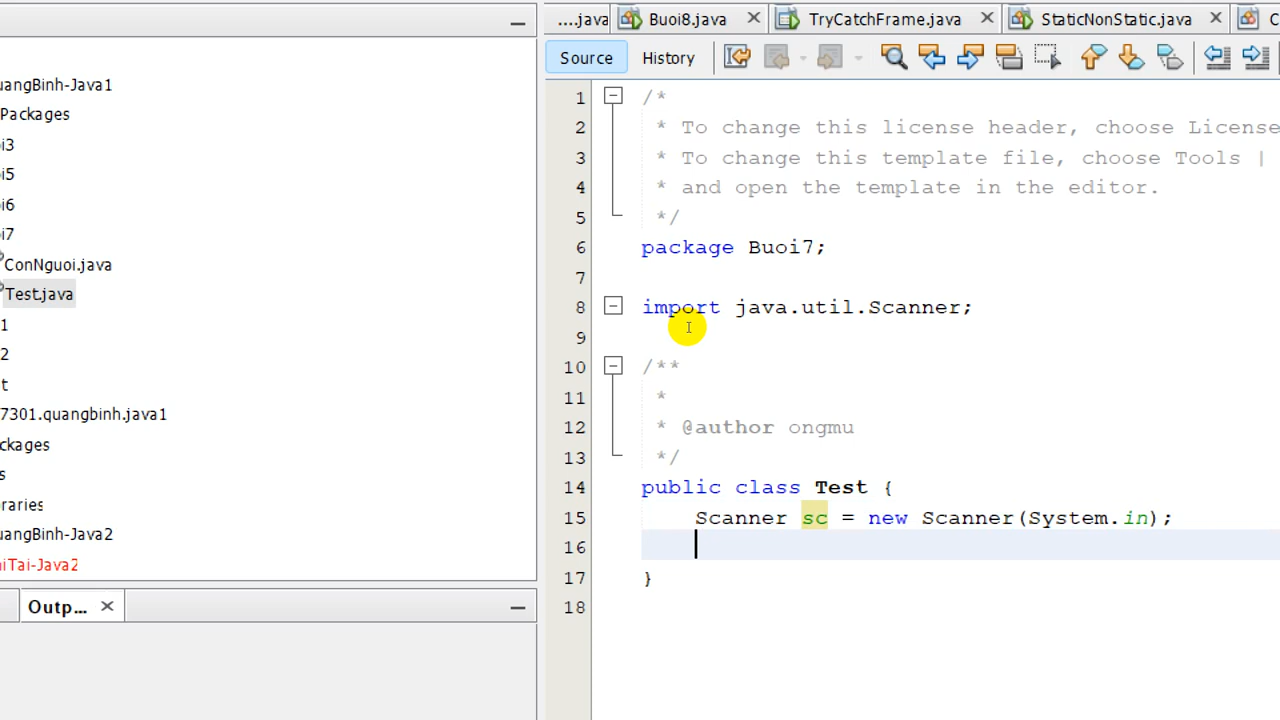 ....java Buoi8.java TryCatchFrame.java StaticNonStatic.java
Source History
uangBinh-Java1
Packages
i3
i5
i6
i7
ConNguoi.java
Test.java
1
2
t
7301.quangbinh.java1
ckages
s
raries
uangBinh-Java2
iTai-Java2
Outp...
1 /*
2 * To change this license header, choose License
3 * To change this template file, choose Tools |
4 * and open the template in the editor.
5 */
6 package Buoi7;
7
8 import java.util.Scanner;
9
10 /**
11 *
12 * @author ongmu
13 */
14 public class Test {
15 Scanner sc = new Scanner(System.in);
16
17 }
18